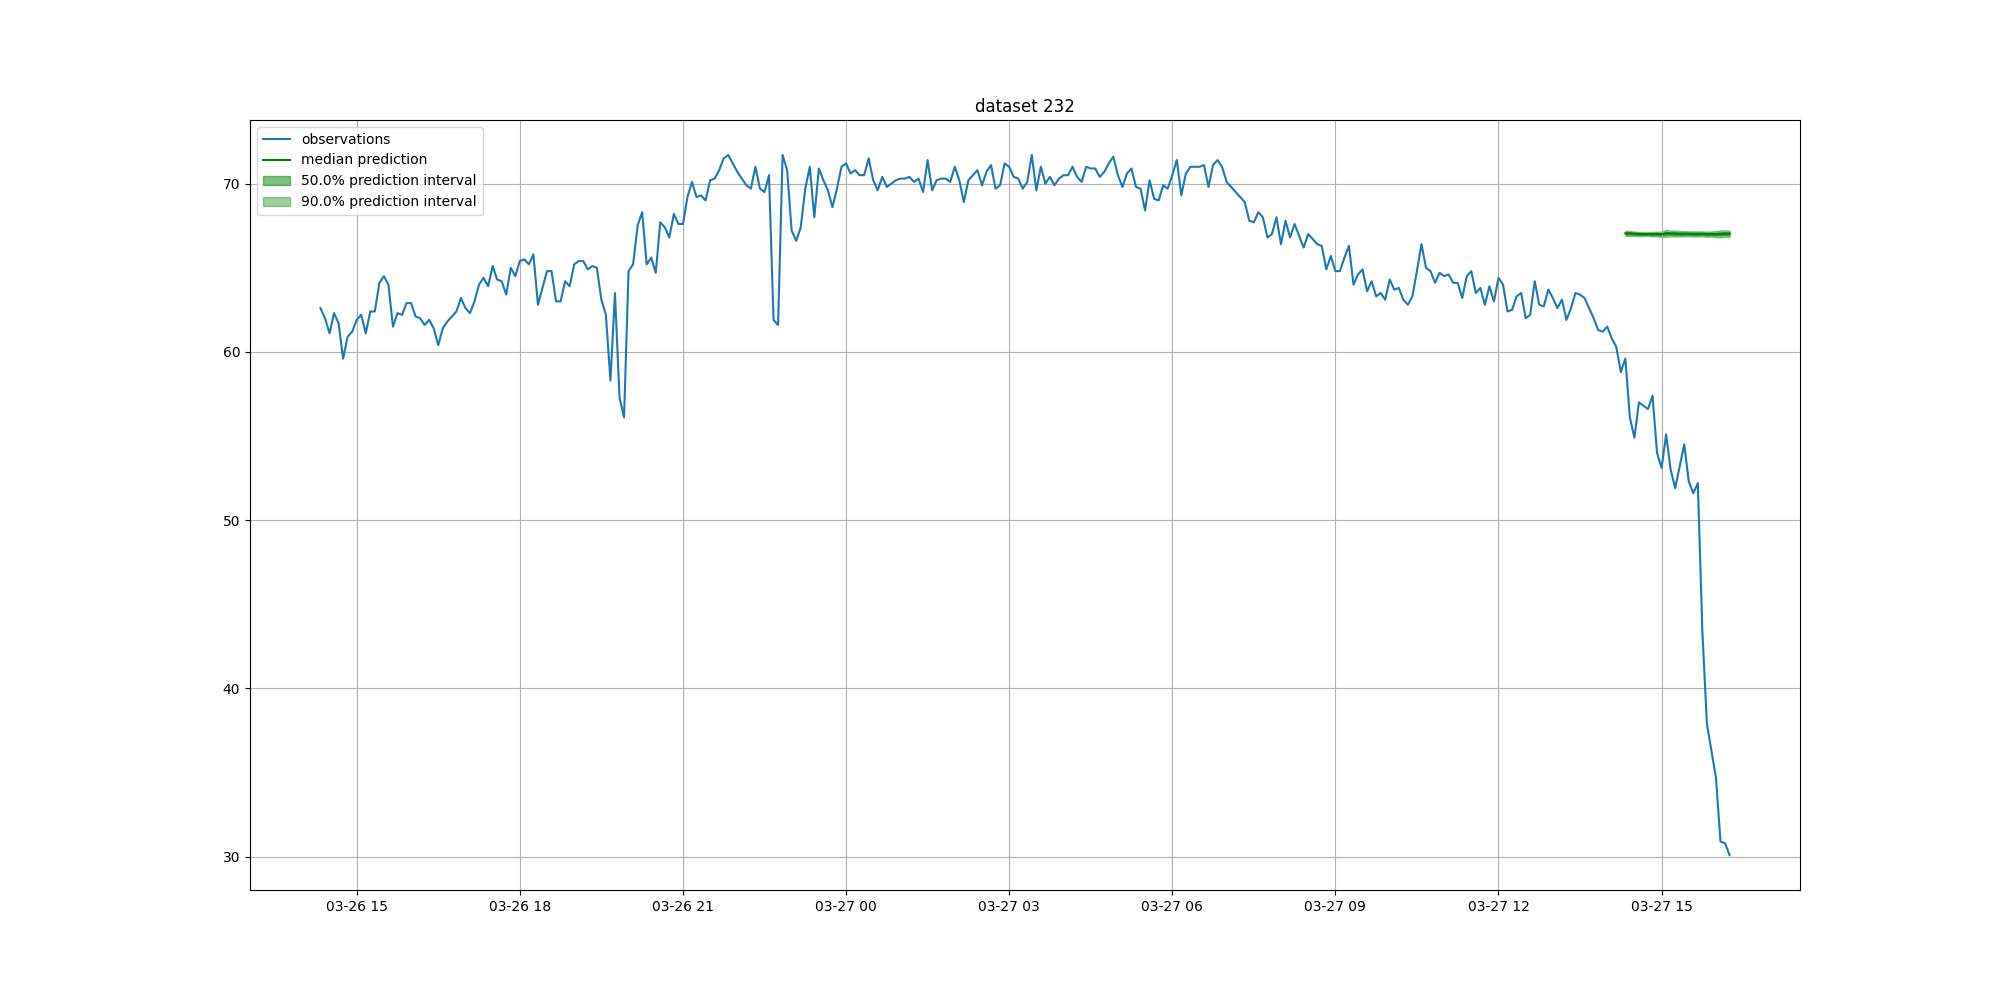 dataset 232
observations
median prediction
50.0% prediction interval
90.0% prediction interval
70
60
50
40
30
03-26 15
03-26 18
03-26 21
03-27 00
03-27 03
03-27 06
03-27 09
03-27 12
03-27 15